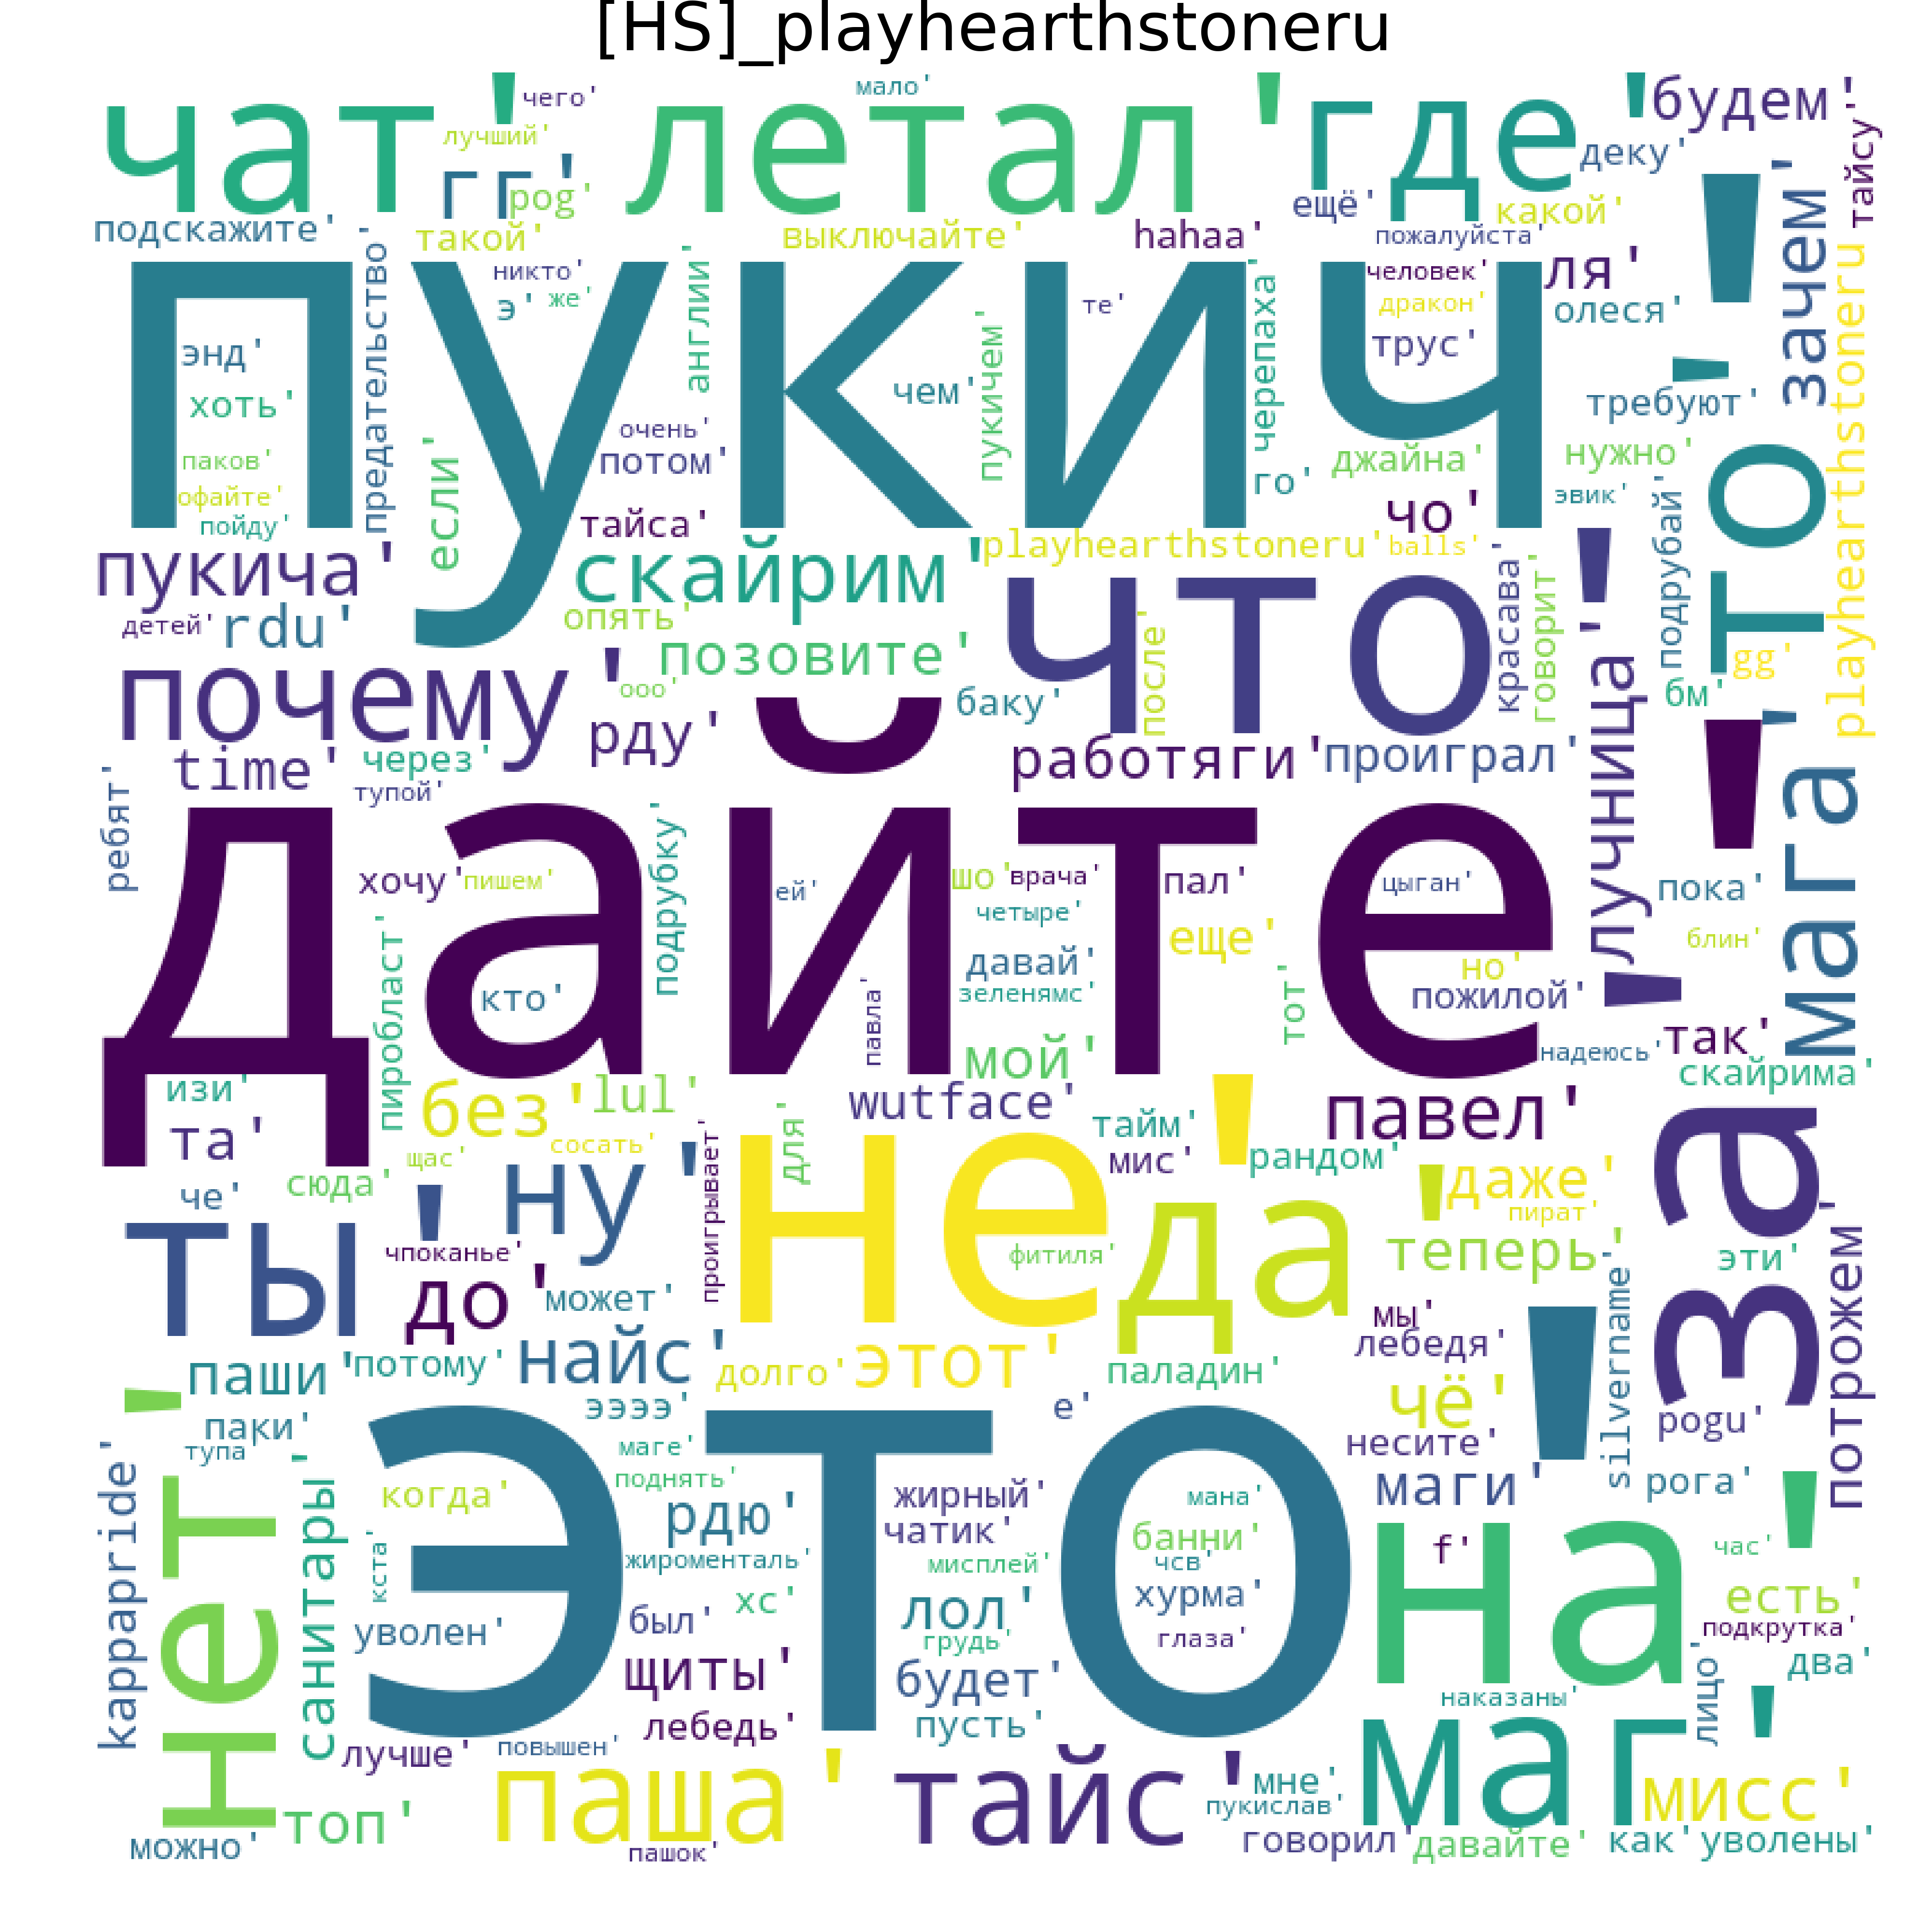 [HS]_playhearthstoneru
чат'
чего'
лучший'
летал'
мало'
где'
будем'
тайсу'
гг'
pog'
деку'
ещё'
какой'
зачем'
подскажите'
такой'
выключайте'
hahaa'
пожалуйста'
пукич'
предательство'
никто'
э'
же'
англии'
те'
черепаха'
человек'
дракон'
трус'
ля'
олеся'
то'
playhearthstoneru
энд'
хоть'
паков'
офайте'
пойду'
если'
очень'
потом'
тайса'
чем'
пукичем'
го'
джайна'
чо'
требуют'
нужно'
эвик'
подрубай'
пукича'
скайрим'
playhearthstoneru'
balls'
детей'
rdu'
опять'
позовите'
что'
после'
красава'
говорит'
лучница'
бм'
gg'
почему'
ооо'
рду'
баку'
работяги'
проиграл'
time'
через'
тупой'
ребят'
дайте'
мага'
хочу'
пишем'
подрубку'
ей'
шо'
врача'
пал'
цыган'
пока'
четыре'
еще'
блин'
давай'
но'
зеленямс'
пожилой'
пиробласт'
кто'
павла'
тот'
мой'
надеюсь'
так'
скайрима'
изи'
без'
lul'
wutface'
павел'
за'
та'
сосать'
щас'
сюда'
че'
ну'
проигрывает'
для'
не'
тайм'
мис'
рандом'
да'
даже'
пират'
ты'
чпоканье'
до'
может'
фитиля'
теперь'
эти'
потрожем'
мы'
лебедя'
silvername'
паши'
потому'
найс'
долго'
этот'
паладин'
нет'
паки'
тупа'
ээээ'
е'
чё'
несите'
pogu'
kappapride'
санитары'
это'
маге'
поднять'
когда'
рдю'
жирный'
чатик'
мана'
банни'
маги'
рога'
кста'
жироменталь'
мисплей'
чсв'
f'
на'
час'
уволен'
был'
хс'
лол'
хурма'
есть'
грудь'
глаза'
подкрутка'
щиты'
будет'
два'
лебедь'
пусть'
наказаны'
лицо'
лучше'
повышен'
маг'
топ'
паша'
тайс'
мне'
мисс'
пукислав'
можно'
пашок'
говорил'
давайте'
как'
уволены'